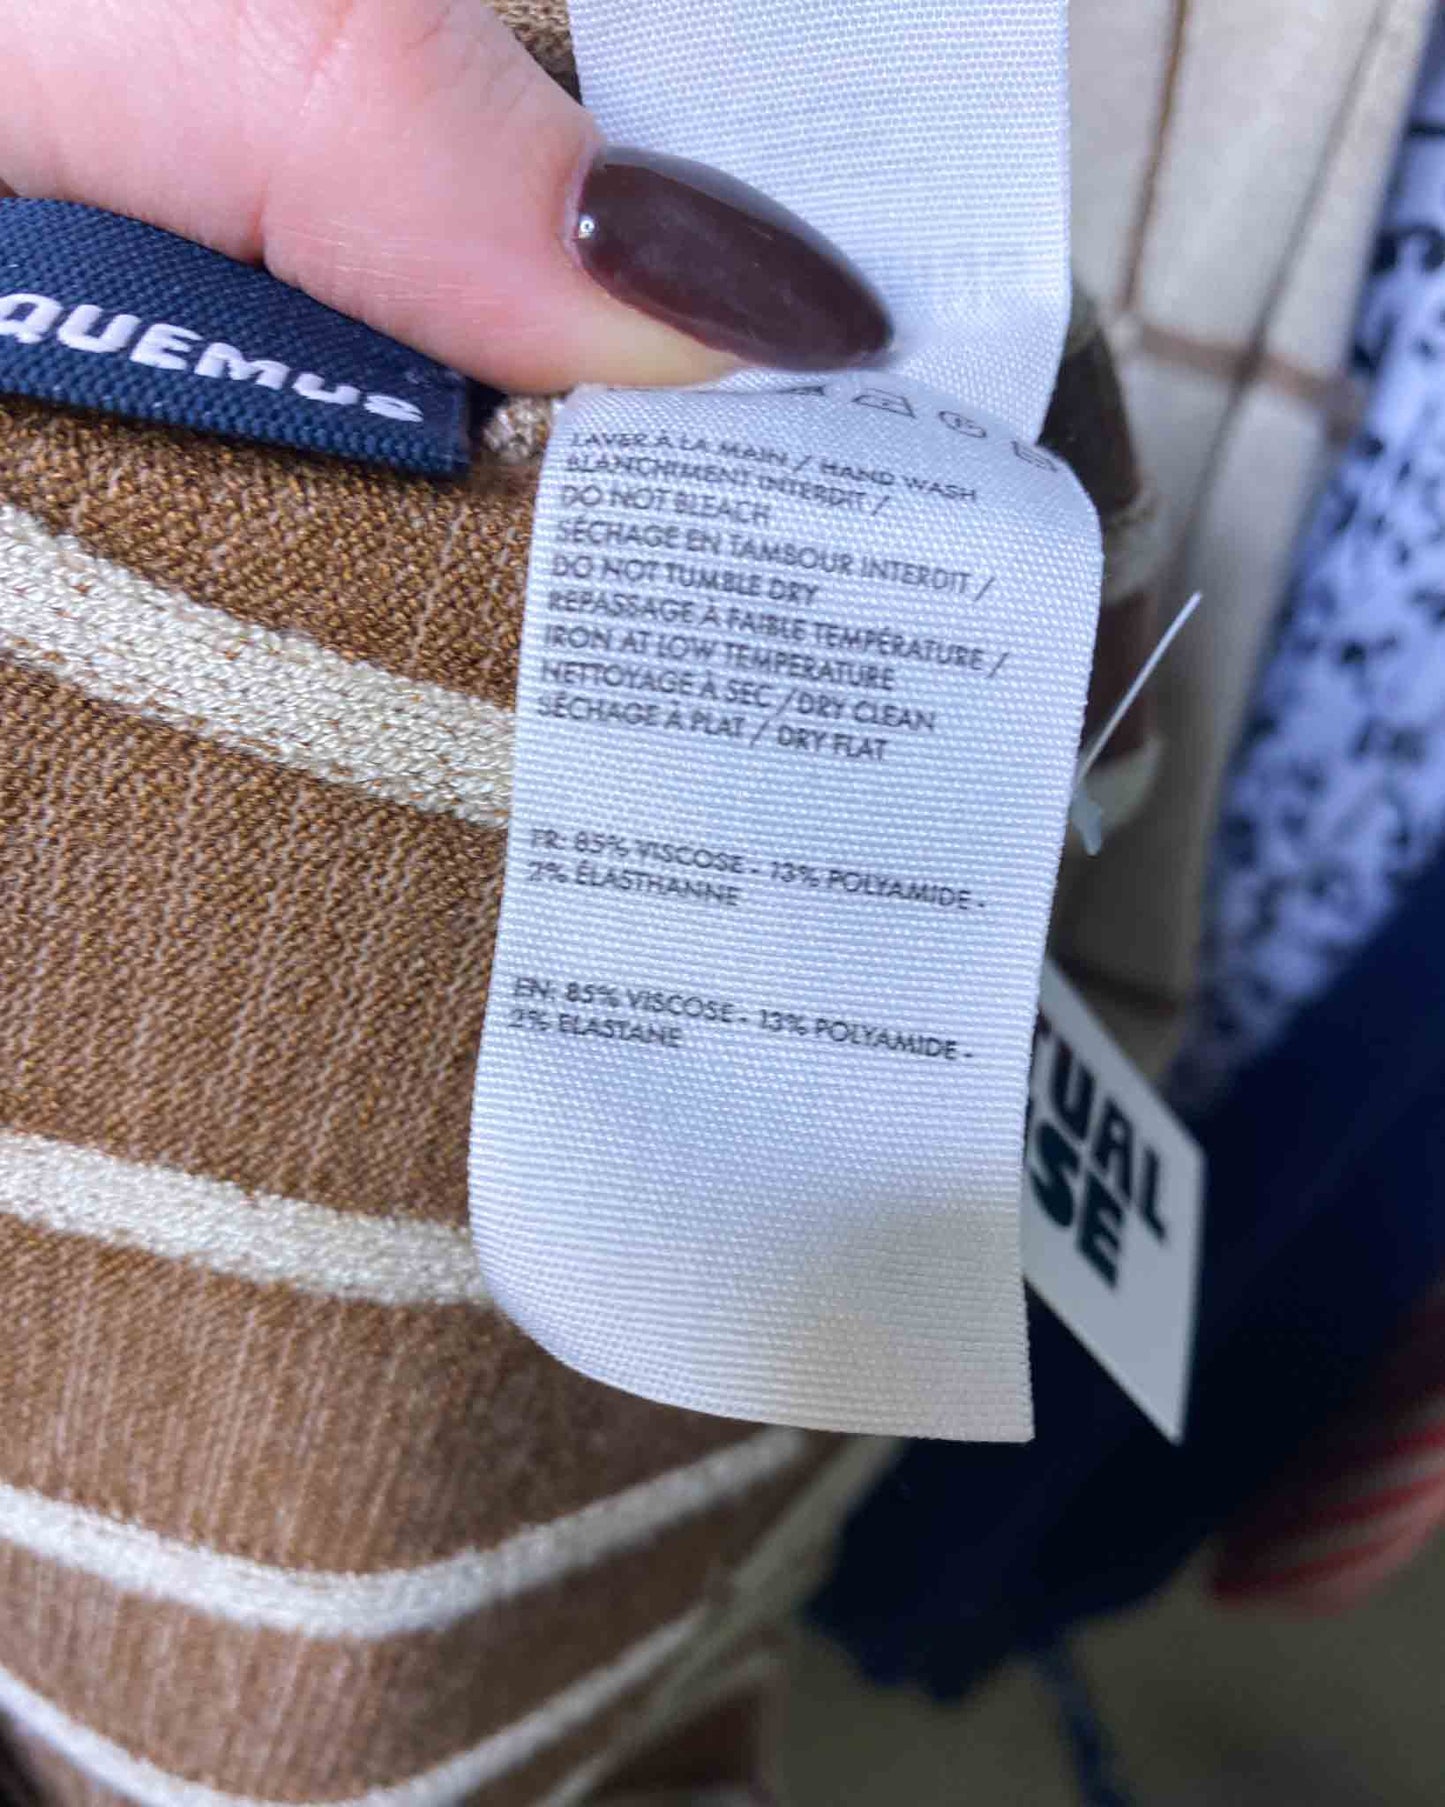 QUEMUS
LAVER À LA MAIN / HAND WASH
BLANCHIMENT INTERDIT /
DO NOT BLEACH
SÉCHAGE EN TAMBOUR INTERDIT /
DO NOT TUMBLE DRY
REPASSAGE À FAIBLE TEMPÉRATURE /
IRON AT LOW TEMPERATURE
NETTOYAGE À SEC / DRY CLEAN
SÉCHAGE À PLAT / DRY FLAT
FR: 85% VISCOSE - 13% POLYAMIDE -
2% ÉLASTHANNE
EN: 85% VISCOSE - 13% POLYAMIDE -
2% ELASTANE
TURAL
SE